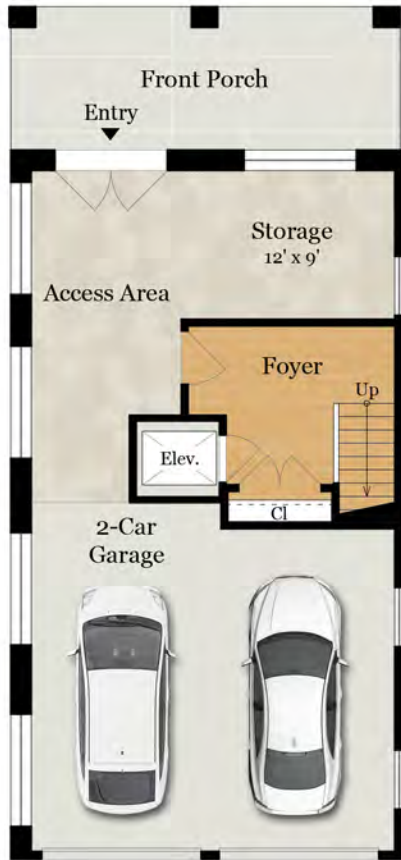 Front Porch
Entry
Storage
12' x 9'
Access Area
Foyer
Up
Elev.
Cl
2-Car
Garage